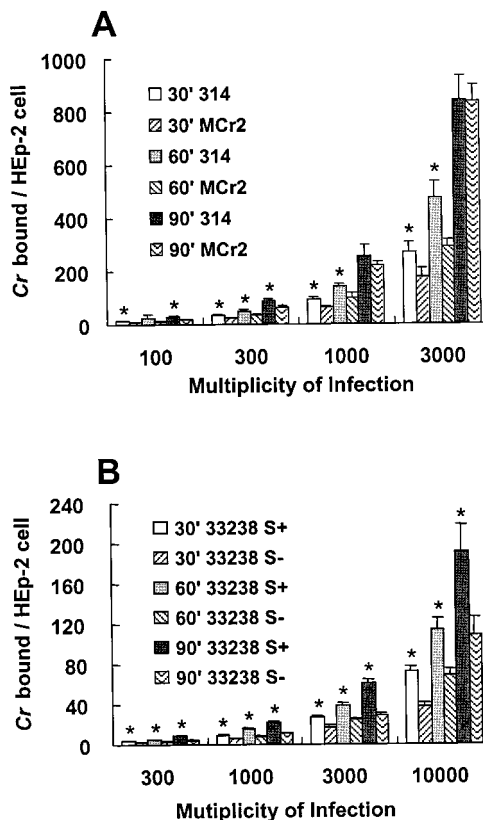 A
1000
800
600
400
200
0
Cr bound / HEp-2 cell
30' 314
30' MCr2
60' 314
60' MCr2
90' 314
90' MCr2
* * * * * * * * * *
100 300 1000 3000
Multiplicity of Infection
B
240
200
160
120
80
40
0
Cr bound / HEp-2 cell
30' 33238 S+
30' 33238 S-
60' 33238 S+
60' 33238 S-
90' 33238 S+
90' 33238 S-
* * * * * * * * * * * *
300 1000 3000 10000
Mutiplicity of Infection